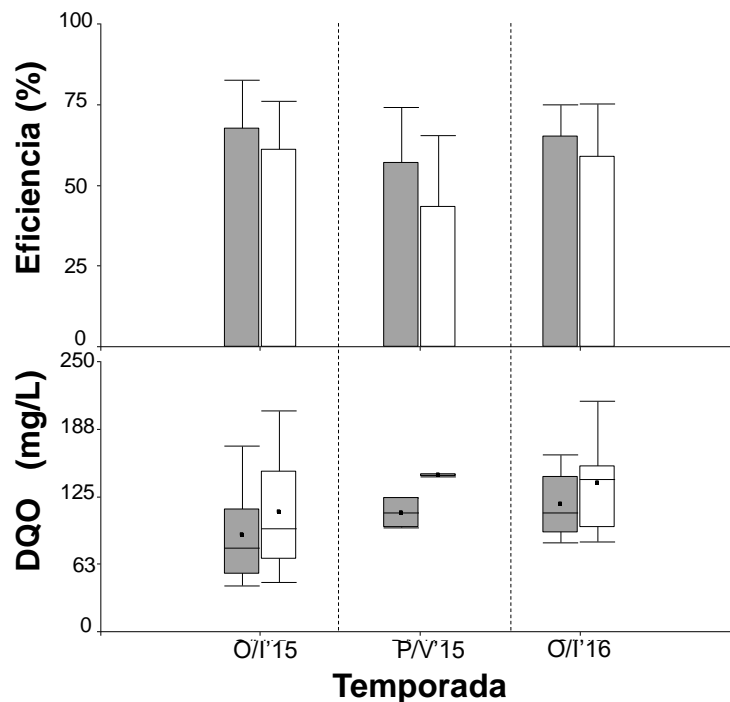 Eficiencia (%)
100
75
50
25
0
DQO (mg/L)
250
188
125
63
0
O/I'15
P/V'15
O/I'16
Temporada